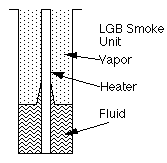 LGB Smoke
Unit
Vapor
Heater
Fluid